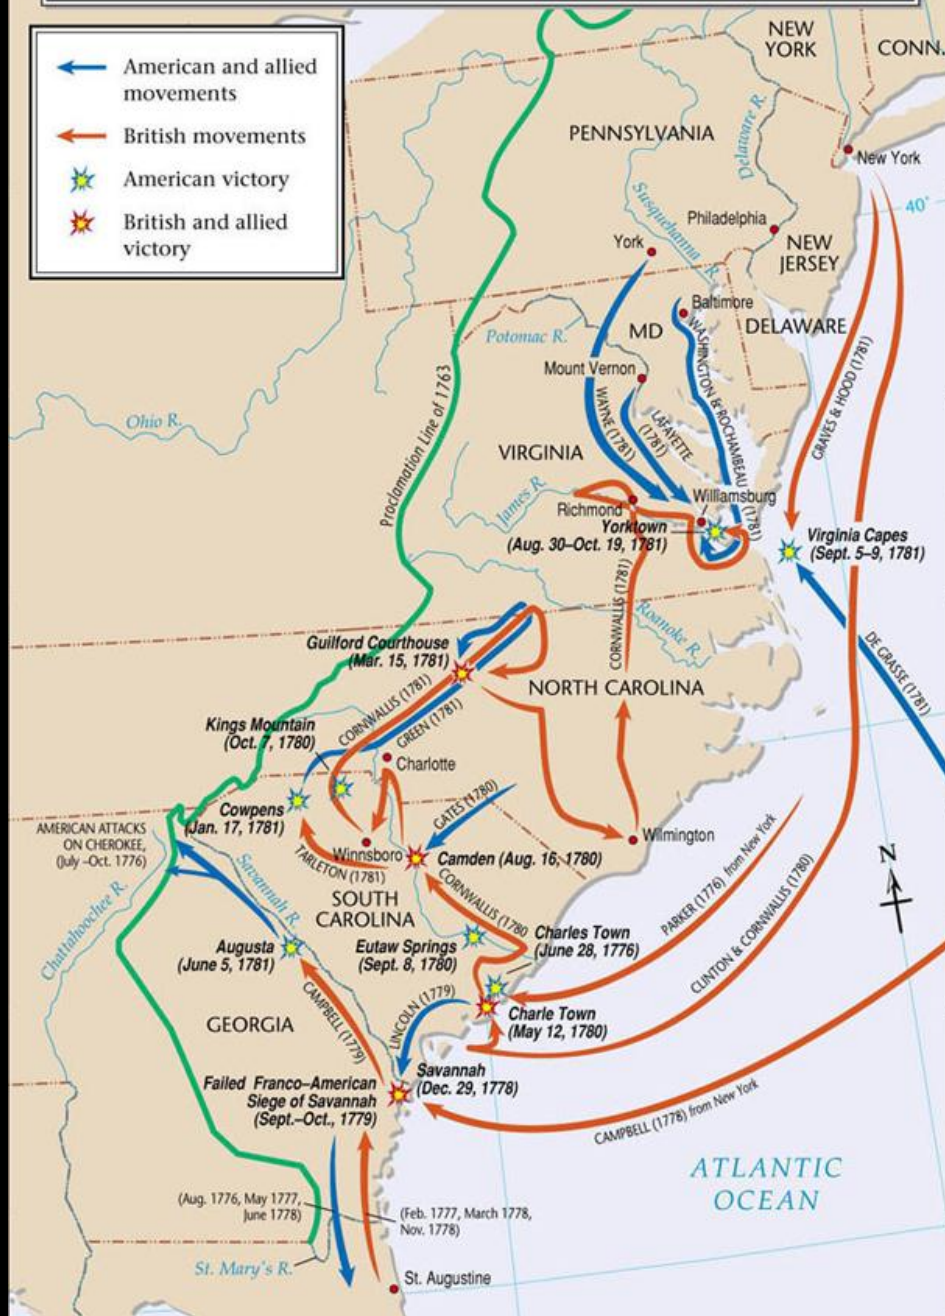 American and allied
movements
British movements
American victory
British and allied
victory
NEW
YORK
CONN.
PENNSYLVANIA
Delaware R.
New York
Susquehanna R.
40°
Philadelphia
York
NEW
JERSEY
Baltimore
MD
DELAWARE
Potomac R.
WASHINGTON & ROCHAMBEAU (1781)
GRAVES & HOOD (1781)
Mount Vernon
WAYNE (1781)
LAFAYETTE
(1781)
Ohio R.
Proclamation Line of 1763
VIRGINIA
James R.
Richmond
Williamsburg
Yorktown
(Aug. 30–Oct. 19, 1781)
Virginia Capes
(Sept. 5–9, 1781)
CORNWALLIS (1781)
Roanoke R.
DE GRASSE (1781)
Guilford Courthouse
(Mar. 15, 1781)
NORTH CAROLINA
CORNWALLIS (1781)
GREEN (1781)
Kings Mountain
(Oct. 7, 1780)
Charlotte
Cowpens
(Jan. 17, 1781)
GATES (1780)
Wilmington
AMERICAN ATTACKS
ON CHEROKEE,
(July –Oct. 1776)
Winnsboro
Camden (Aug. 16, 1780)
TARLETON (1781)
Savannah R.
Chattahoochee R.
SOUTH
CAROLINA
CORNWALLIS (1780
PARKER (1776) from New York
CLINTON & CORNWALLIS (1780)
N
Augusta
(June 5, 1781)
Eutaw Springs
(Sept. 8, 1780)
Charles Town
(June 28, 1776)
Charle Town
(May 12, 1780)
LINCOLN (1779)
CAMPBELL (1779)
GEORGIA
Savannah
(Dec. 29, 1778)
Failed Franco–American
Siege of Savannah
(Sept.–Oct., 1779)
CAMPBELL (1778) from New York
ATLANTIC
OCEAN
(Aug. 1776, May 1777,
June 1778)
(Feb. 1777, March 1778,
Nov. 1778)
St. Mary's R.
St. Augustine